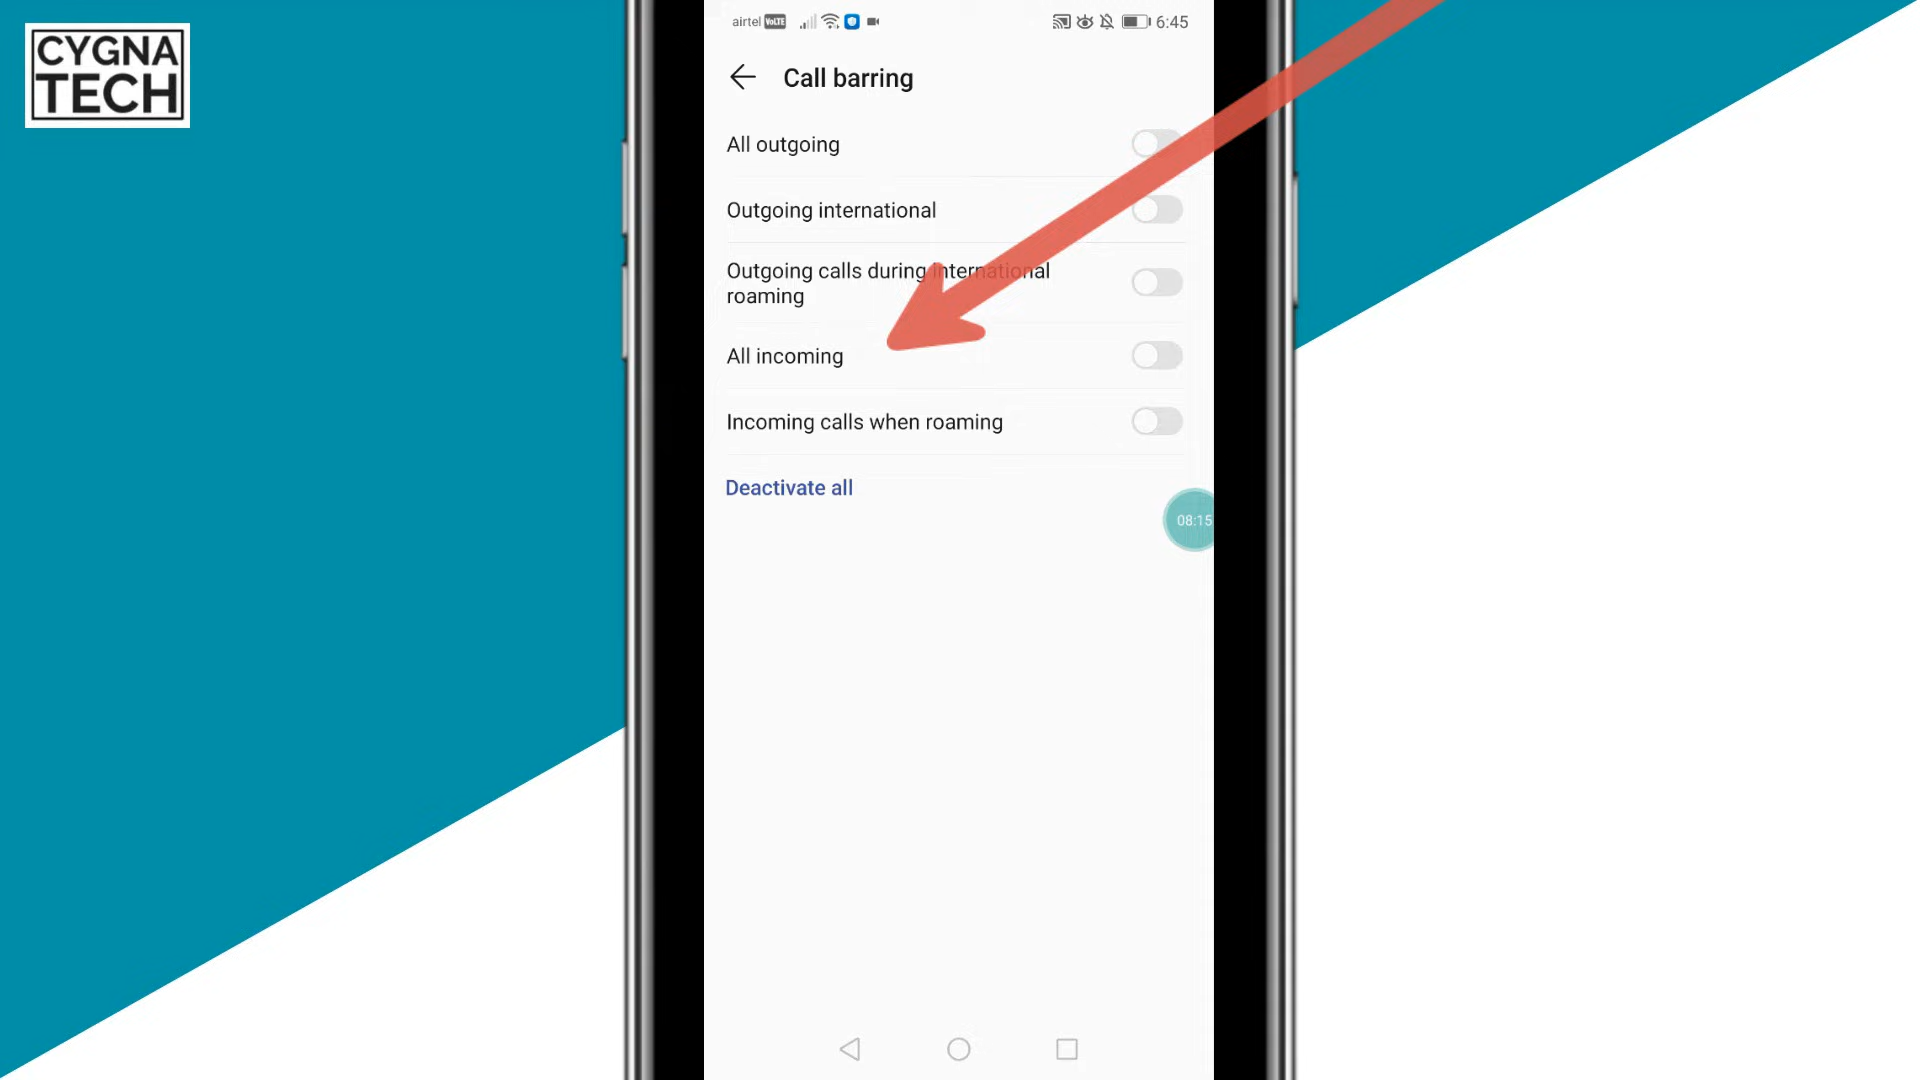 CYGNA
TECH
airtel VoLTE 6:45
Call barring
All outgoing
Outgoing international
Outgoing calls during international
roaming
All incoming
Incoming calls when roaming
Deactivate all
08:15